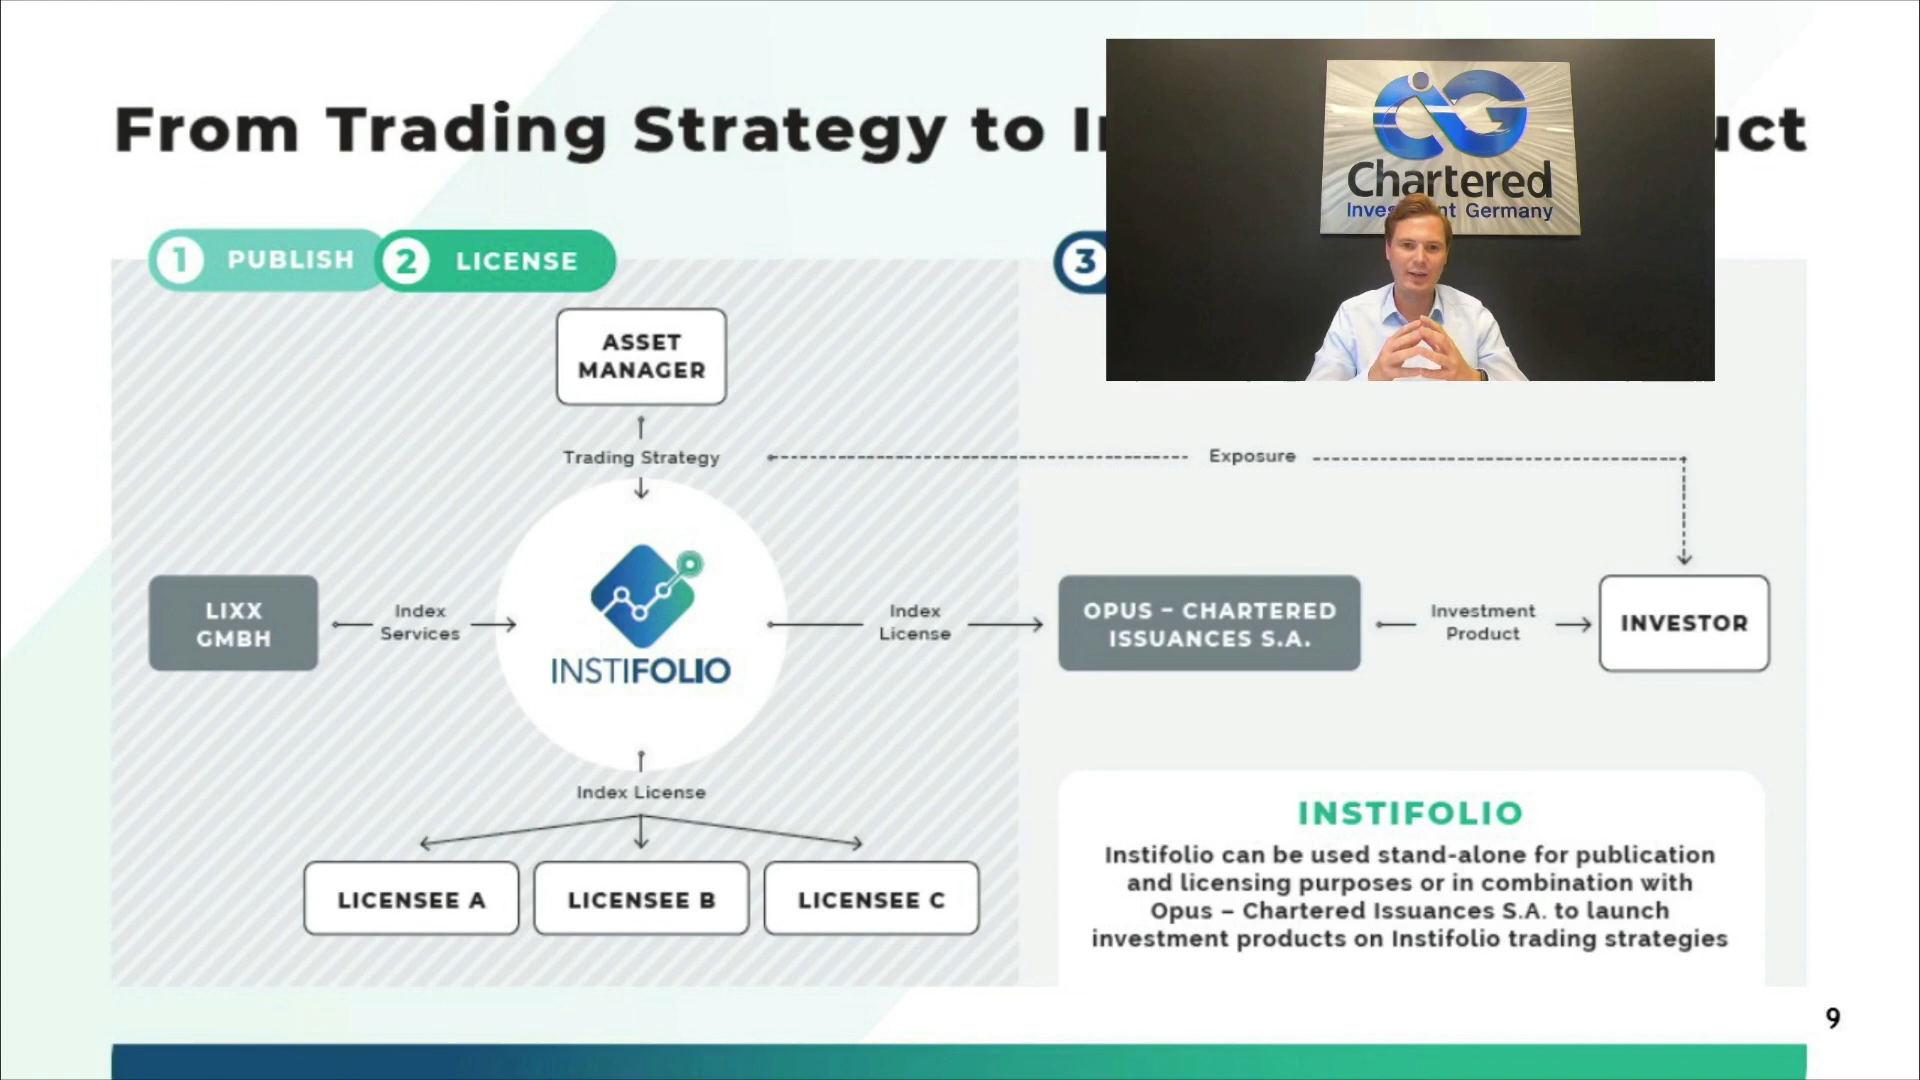 From Trading Strategy to
uct
Chartered
Germany
1 PUBLISH
2 LICENSE
3
ASSET
MANAGER
Trading Strategy
Exposure
LIXX
GMBH
Index
Services
INSTIFOLIO
Index
License
OPUS – CHARTERED
ISSUANCES S.A.
Investment
Product
INVESTOR
Index License
LICENSEE A
LICENSEE B
LICENSEE C
INSTIFOLIO
Instifolio can be used stand-alone for publication
and licensing purposes or in combination with
Opus – Chartered Issuances S.A. to launch
investment products on Instifolio trading strategies
9